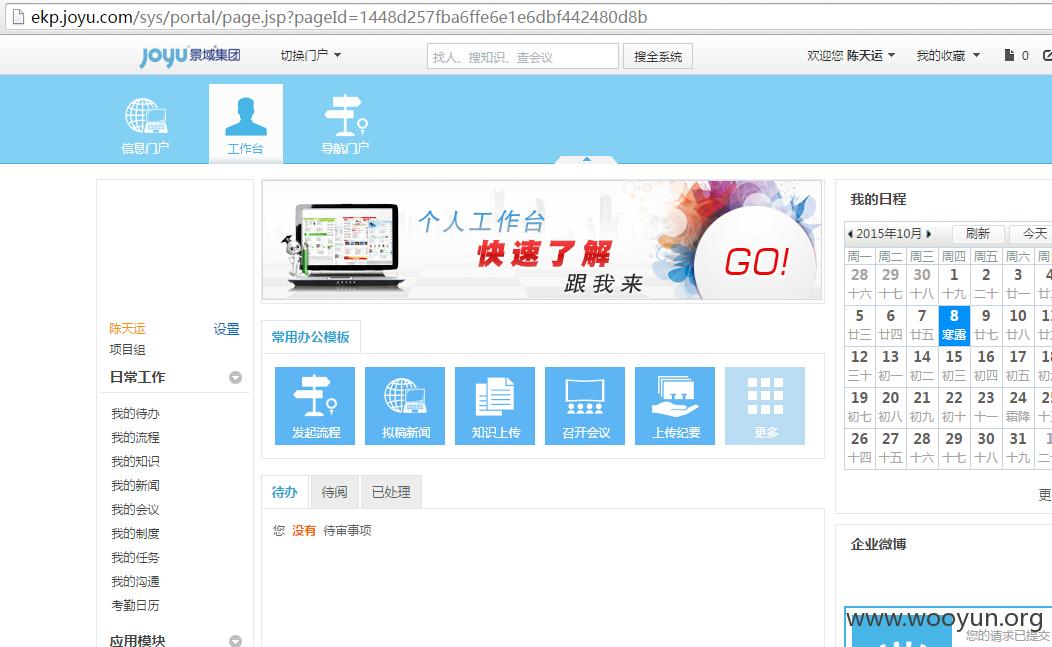 ekp.joyu.com/sys/portal/page.jsp?pageId=1448d257fba6ffe6e1e6dbf442480d8b
joyu 景域集团 切换门户 找人、搜知识、查会议 搜全系统 欢迎您 陈天运 我的收藏 0
信息门户 工作台 导航门户
个人工作台
快速了解
跟我来
GO!
我的日程
2015年10月 刷新 今天
周一 周二 周三 周四 周五 周六 周
28 29 30 1 2 3 4
十六 十七 十八 十九 二十 廿一 廿
5 6 7 8 9 10 11
廿三 廿四 廿五 寒露 廿七 廿八 廿
12 13 14 15 16 17 18
三十 初一 初二 初三 初四 初五 初
19 20 21 22 23 24 25
初七 初八 初九 初十 十一 霜降 十
26 27 28 29 30 31 1
十四 十五 十六 十七 十八 十九 二
更
陈天运 设置
项目组
日常工作
我的待办
我的流程
我的知识
我的新闻
我的会议
我的制度
我的任务
我的沟通
考勤日历
应用模块
常用办公模板
发起流程 拟稿新闻 知识上传 召开会议 上传纪要 更多
待办 待阅 已处理
您 没有 待审事项
企业微博
www.wooyun.org
您的请求已提交